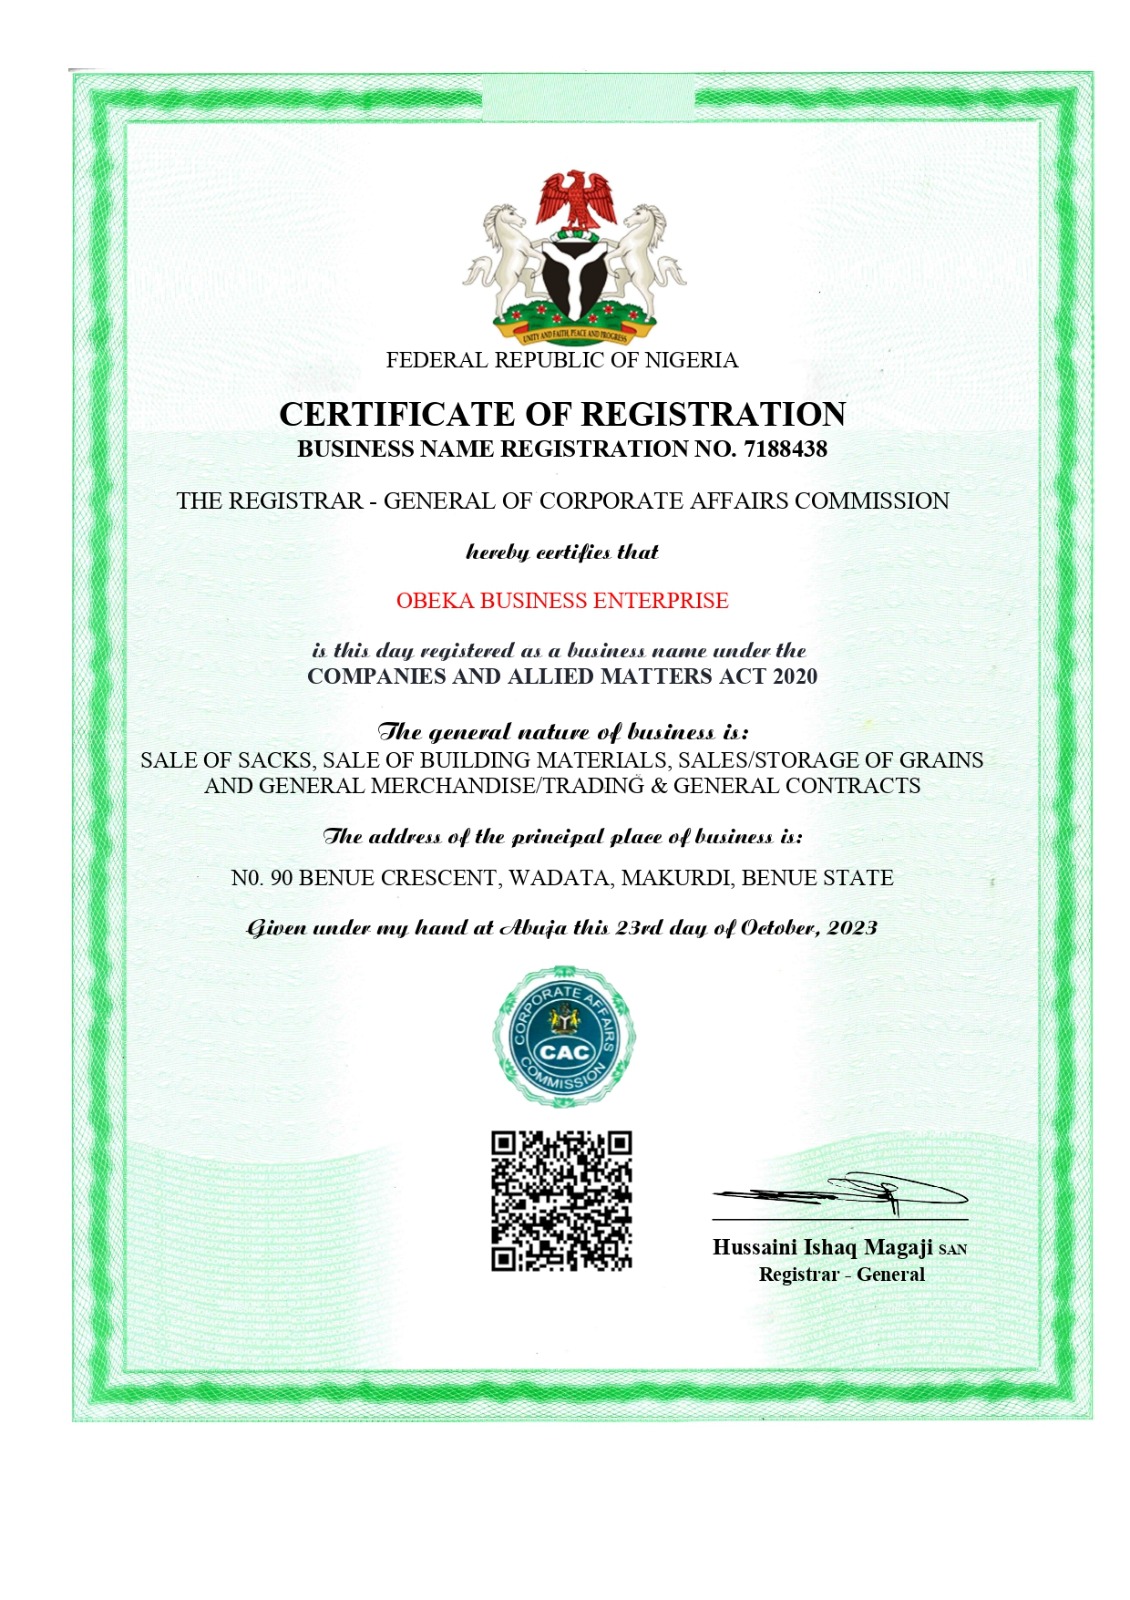 UNITY AND FAITH, PEACE AND PROGRESS
FEDERAL REPUBLIC OF NIGERIA
CERTIFICATE OF REGISTRATION
BUSINESS NAME REGISTRATION NO. 7188438
THE REGISTRAR - GENERAL OF CORPORATE AFFAIRS COMMISSION
hereby certifies that
OBEKA BUSINESS ENTERPRISE
is this day registered as a business name under the
COMPANIES AND ALLIED MATTERS ACT 2020
The general nature of business is:
SALE OF SACKS, SALE OF BUILDING MATERIALS, SALES/STORAGE OF GRAINS
AND GENERAL MERCHANDISE/TRADING & GENERAL CONTRACTS
The address of the principal place of business is:
N0. 90 BENUE CRESCENT, WADATA, MAKURDI, BENUE STATE
Given under my hand at Abuja this 23rd day of October, 2023
CORPORATE AFFAIRS
CAC
COMMISSION
Hussaini Ishaq Magaji SAN
Registrar - General